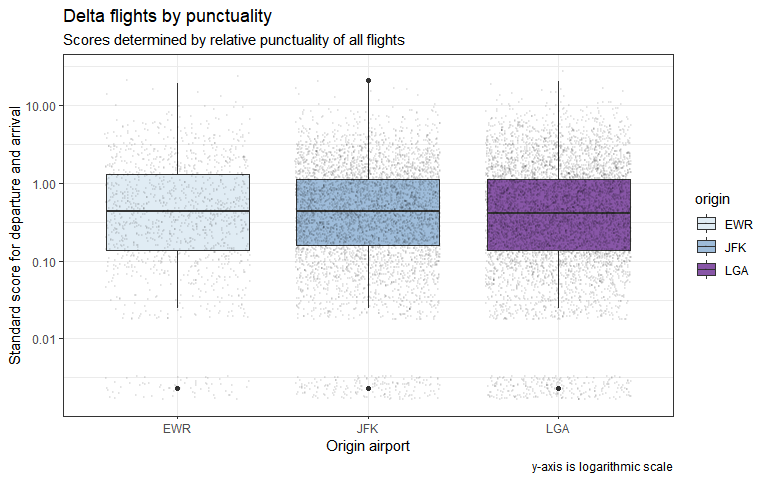 Delta flights by punctuality
Scores determined by relative punctuality of all flights
Standard score for departure and arrival
10.00
1.00
0.10
0.01
EWR
JFK
LGA
Origin airport
origin
EWR
JFK
LGA
y-axis is logarithmic scale